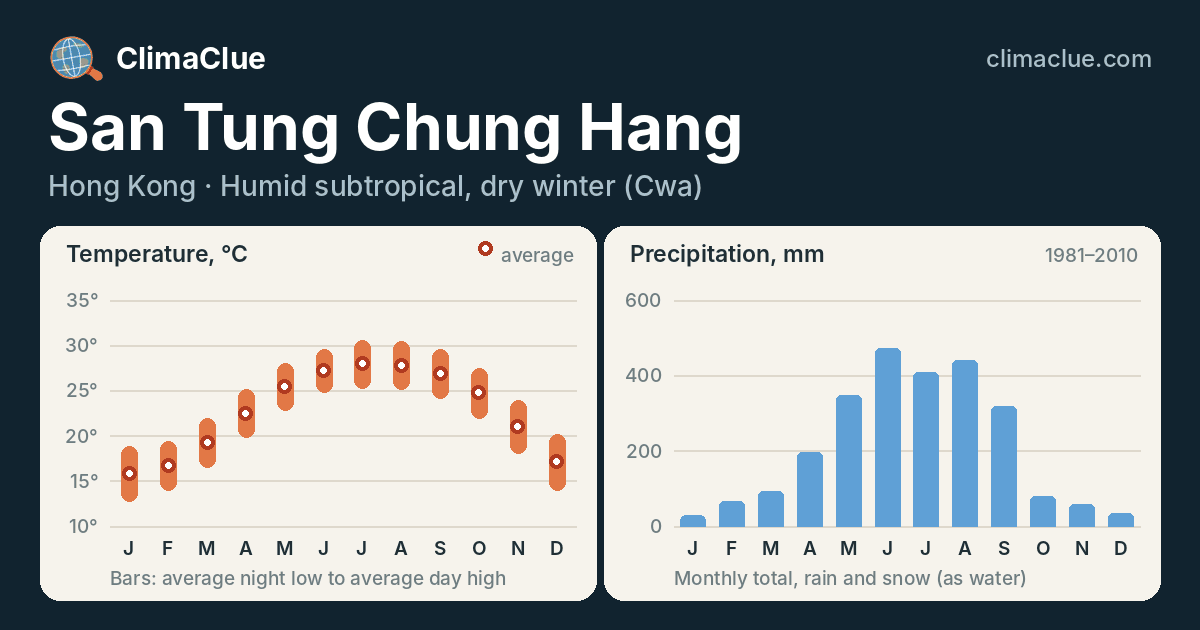 ClimaClue
climaclue.com
San Tung Chung Hang
Hong Kong · Humid subtropical, dry winter (Cwa)
Temperature, °C
average
35°
30°
25°
20°
15°
10°
J F M A M J J A S O N D
Bars: average night low to average day high
Precipitation, mm
1981–2010
600
400
200
0
J F M A M J J A S O N D
Monthly total, rain and snow (as water)